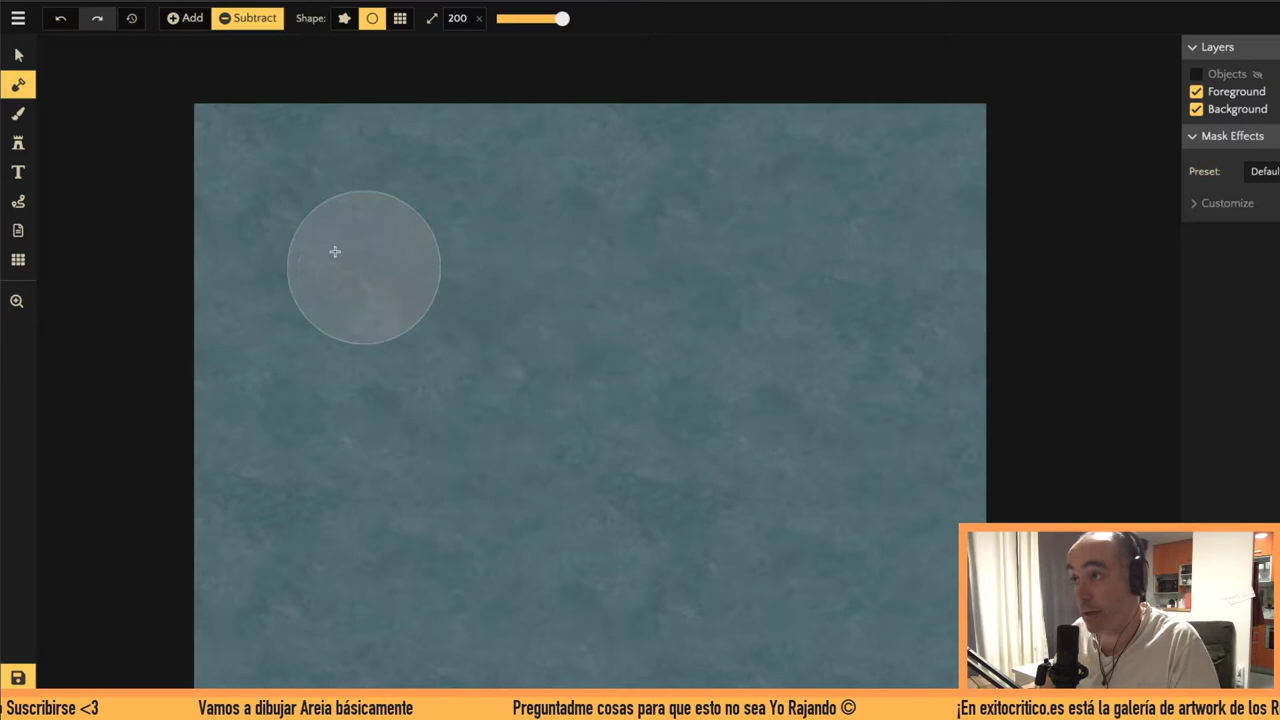 Add
Subtract
Shape:
200
Layers
Objects
Foreground
Background
Mask Effects
Preset:
Defaul
Customize
T
Suscribirse <3
Vamos a dibujar Areia básicamente
Preguntadme cosas para que esto no sea Yo Rajando ©
¡En exitocritico.es está la galería de artwork de los R